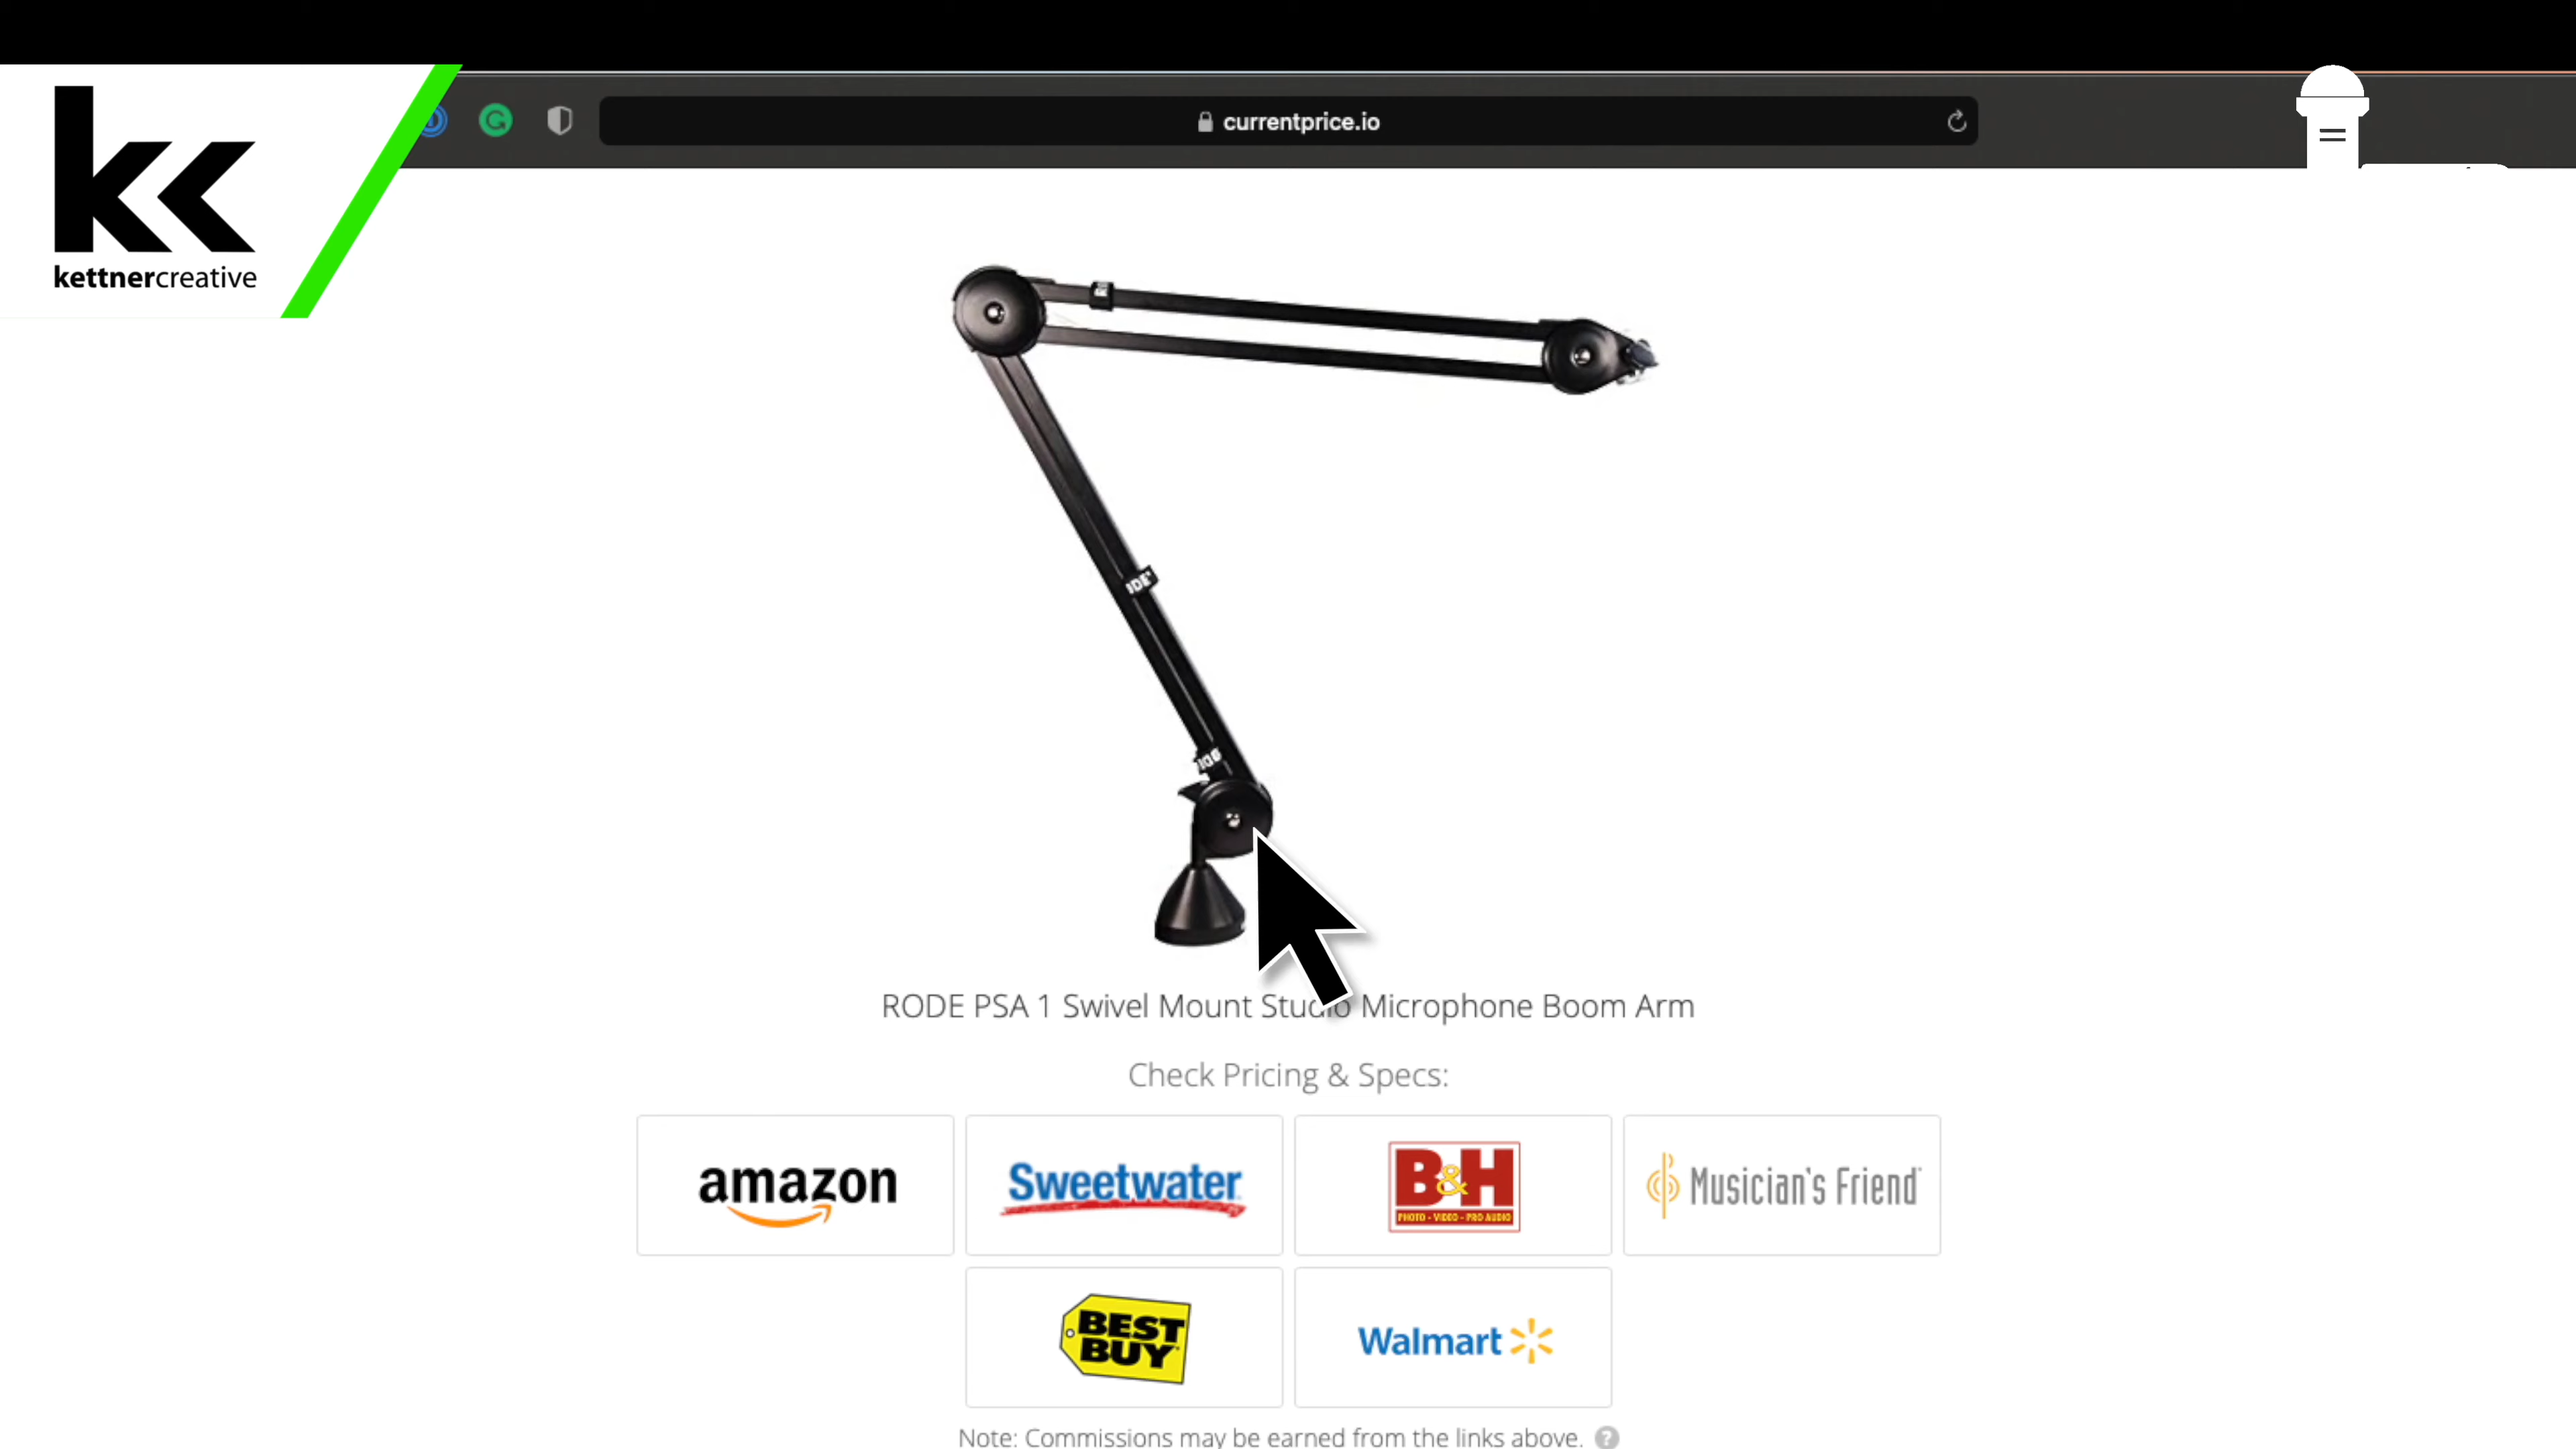 currentprice.io
kettnercreative
IDE
RODE PSA 1 Swivel Mount Studio Microphone Boom Arm
Check Pricing & Specs:
amazon
Sweetwater
B&H
PHOTO - VIDEO - PRO AUDIO
Musician's Friend
BEST
BUY
Walmart
Note: Commissions may be earned from the links above. ?